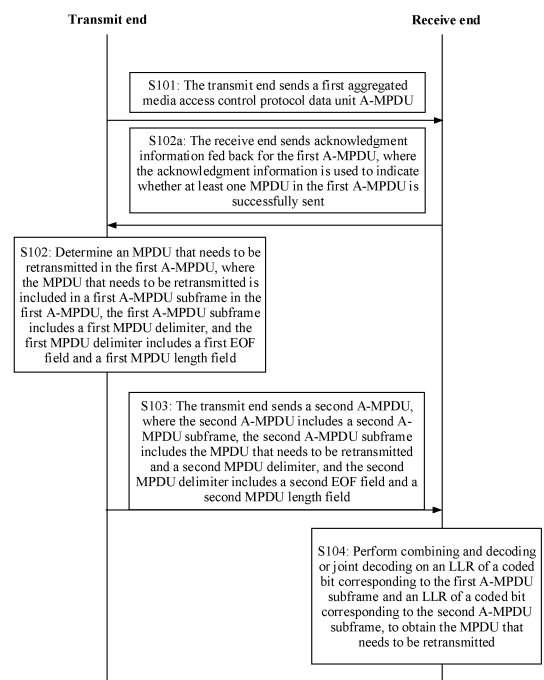 Transmit end
Receive end
S101: The transmit end sends a first aggregated
media access control protocol data unit A-MPDU
S102a: The receive end sends acknowledgment
information fed back for the first A-MPDU, where
the acknowledgment information is used to indicate
whether at least one MPDU in the first A-MPDU is
successfully sent
S102: Determine an MPDU that needs to be
retransmitted in the first A-MPDU, where
the MPDU that needs to be retransmitted is
included in a first A-MPDU subframe in the
first A-MPDU, the first A-MPDU subframe
includes a first MPDU delimiter, and the
first MPDU delimiter includes a first EOF
field and a first MPDU length field
S103: The transmit end sends a second A-MPDU,
where the second A-MPDU includes a second A-
MPDU subframe, the second A-MPDU subframe
includes the MPDU that needs to be retransmitted
and a second MPDU delimiter, and the second
MPDU delimiter includes a second EOF field and a
second MPDU length field
S104: Perform combining and decoding
or joint decoding on an LLR of a coded
bit corresponding to the first A-MPDU
subframe and an LLR of a coded bit
corresponding to the second A-MPDU
subframe, to obtain the MPDU that
needs to be retransmitted